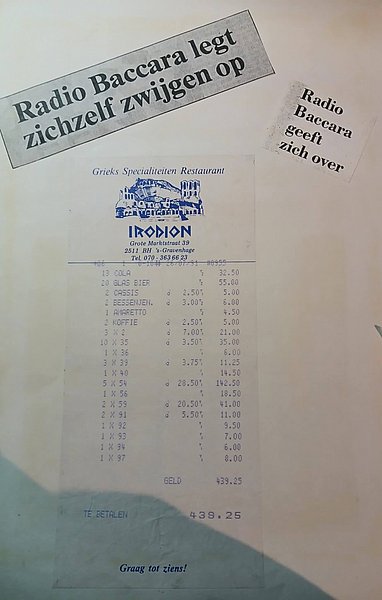 Radio Baccara legt
zichzelf zwijgen op
Radio
Baccara
geeft
zich over
Grieks Specialiteiten Restaurant
IRODION
Grote Marktstraat 39
2511 BH 's-Gravenhage
Tel. 070 - 363 66 23
13 COLA 32.50
20 GLAS BIER 55.00
2 CASSIS à 2.50 5.00
2 BESSENJEN. à 3.00 6.00
1 AMARETTO 4.50
2 KOFFIE à 2.50 5.00
3 X 2 à 7.00 21.00
10 X 35 à 3.50 35.00
1 X 36 6.00
3 X 39 à 3.75 11.25
1 X 40 14.50
5 X 54 à 28.50 142.50
1 X 56 18.50
2 X 59 à 20.50 41.00
2 X 91 à 5.50 11.00
1 X 92 9.50
1 X 93 7.00
1 X 94 6.00
1 X 97 8.00
GELD 439.25
TE BETALEN 439.25
Graag tot ziens!